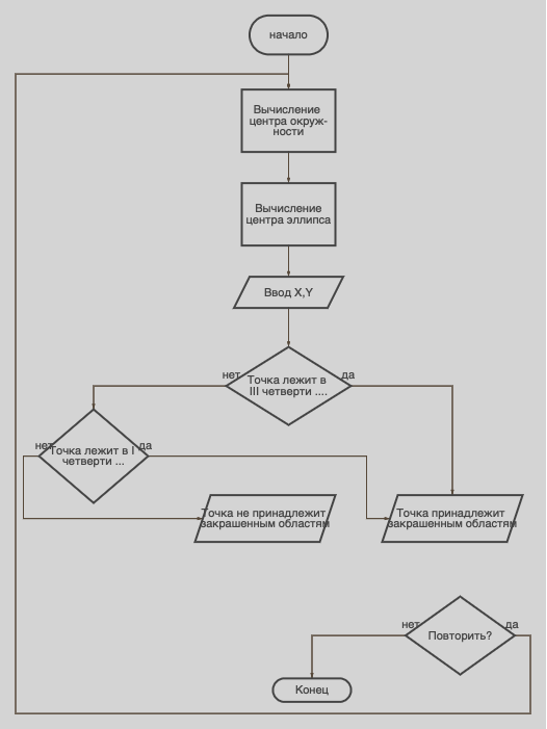 начало
Вычисление
центра окруж-
ности
Вычисление
центра эллипса
Ввод X,Y
нет
да
Точка лежит в
III четверти ....
нет
да
Точка лежит в I
четверти ...
Точка не принадлежит
закрашенным областям
Точка принадлежит
закрашенным областям
нет
да
Повторить?
Конец